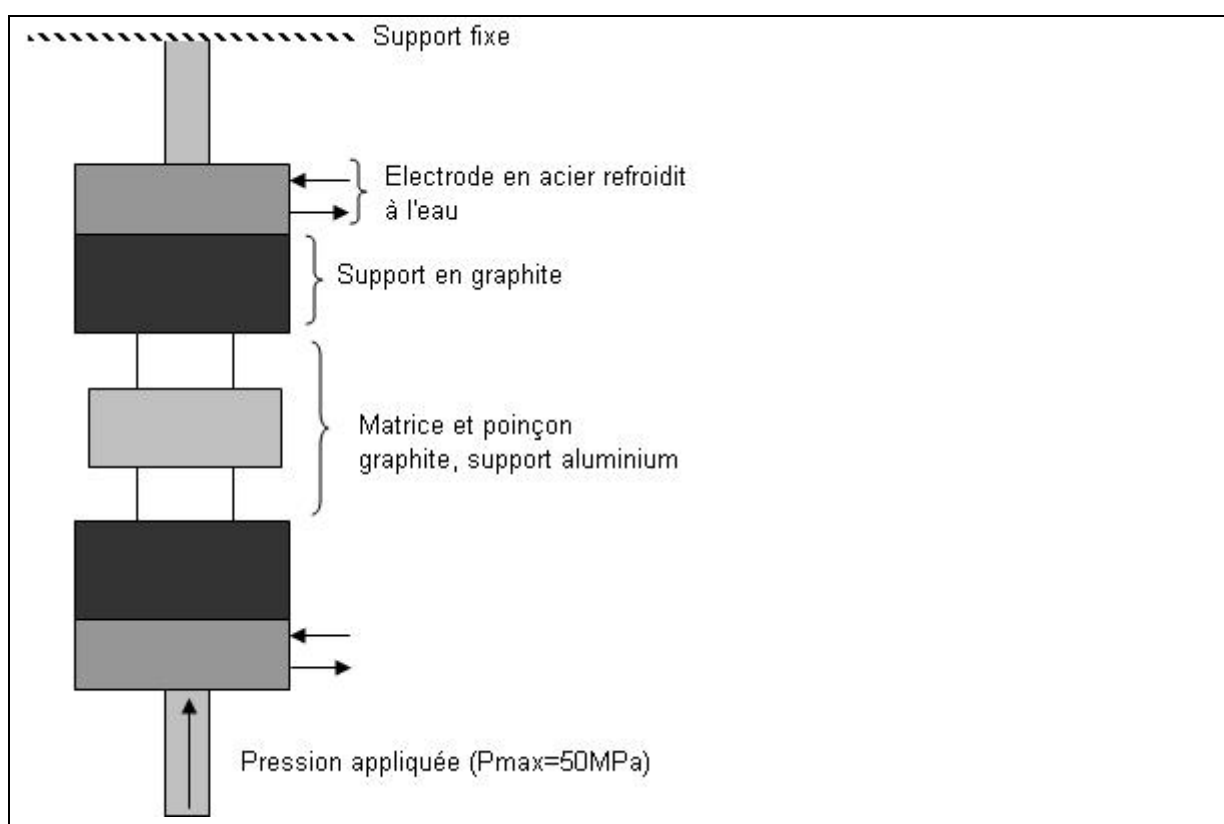 Support fixe
Electrode en acier refroidit
à l'eau
Support en graphite
Matrice et poinçon
graphite, support aluminium
Pression appliquée (Pmax=50MPa)